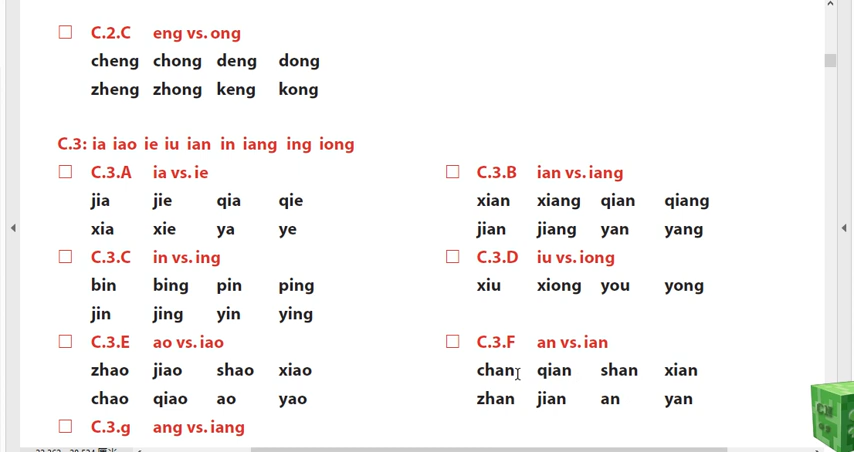 C.2.C eng vs. ong
cheng chong deng dong
zheng zhong keng kong
C.3: ia iao ie iu ian in iang ing iong
C.3.A ia vs. ie
jia jie qia qie
xia xie ya ye
C.3.B ian vs. iang
xian xiang qian qiang
jian jiang yan yang
C.3.C in vs. ing
bin bing pin ping
jin jing yin ying
C.3.D iu vs. iong
xiu xiong you yong
C.3.E ao vs. iao
zhao jiao shao xiao
chao qiao ao yao
C.3.F an vs. ian
chan qian shan xian
zhan jian an yan
C.3.g ang vs. iang